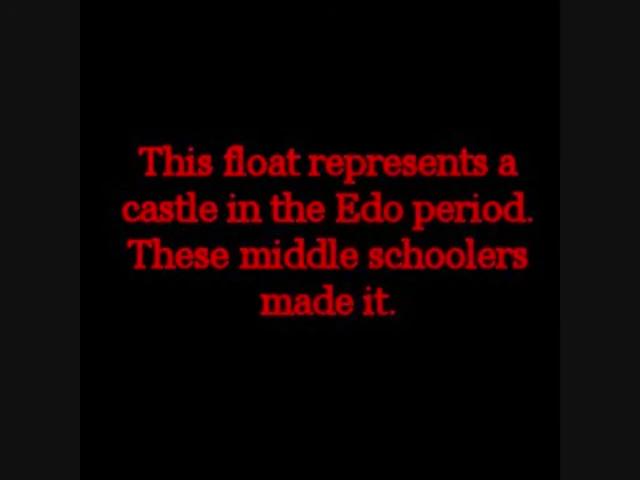 This float represents a
castle in the Edo period.
These middle schoolers
made it.